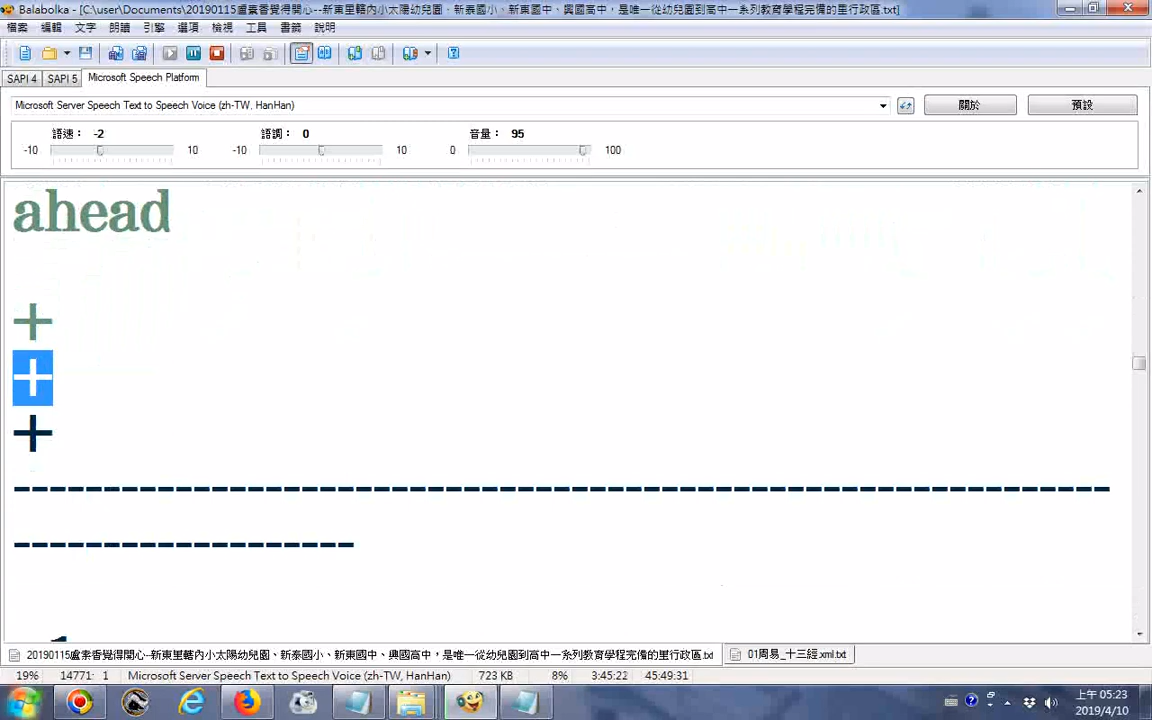 Balabolka - [C:\user\Documents\20190115盧素香覺得開心--新東里轄內小太陽幼兒園、新泰國小、新東國中、興國高中，是唯一從幼兒園到高中一系列教育學程完備的里行政區.txt]
檔案 編輯 文字 朗讀 引擎 選項 檢視 工具 書籤 說明
SAPI 4 SAPI 5 Microsoft Speech Platform
Microsoft Server Speech Text to Speech Voice (zh-TW, HanHan) 關於 預設
語速： -2 語調： 0 音量： 95
-10 10 -10 10 0 100
ahead
+
+
+
-------------------------------------------------------------
-------------------
20190115盧素香覺得開心--新東里轄內小太陽幼兒園、新泰國小、新東國中、興國高中，是唯一從幼兒園到高中一系列教育學程完備的里行政區.txt 01周易_十三經.xml.txt
19% 14771: 1 Microsoft Server Speech Text to Speech Voice (zh-TW, HanHan) 723 KB 8% 3:45:22 45:49:31
上午 05:23
2019/4/10